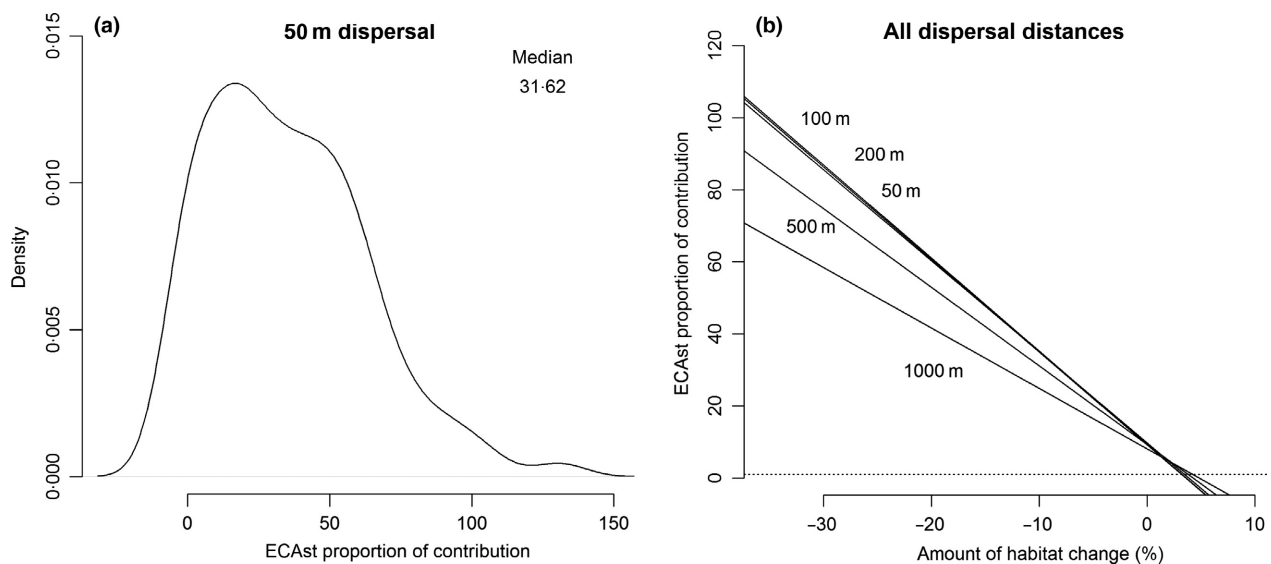 (a)
50 m dispersal
Median
31·62
0·015
0·010
0·005
0·000
Density
0
50
100
150
ECAst proportion of contribution
(b)
All dispersal distances
120
100
80
60
40
20
0
ECAst proportion of contribution
100 m
200 m
50 m
500 m
1000 m
−30
−20
−10
0
10
Amount of habitat change (%)